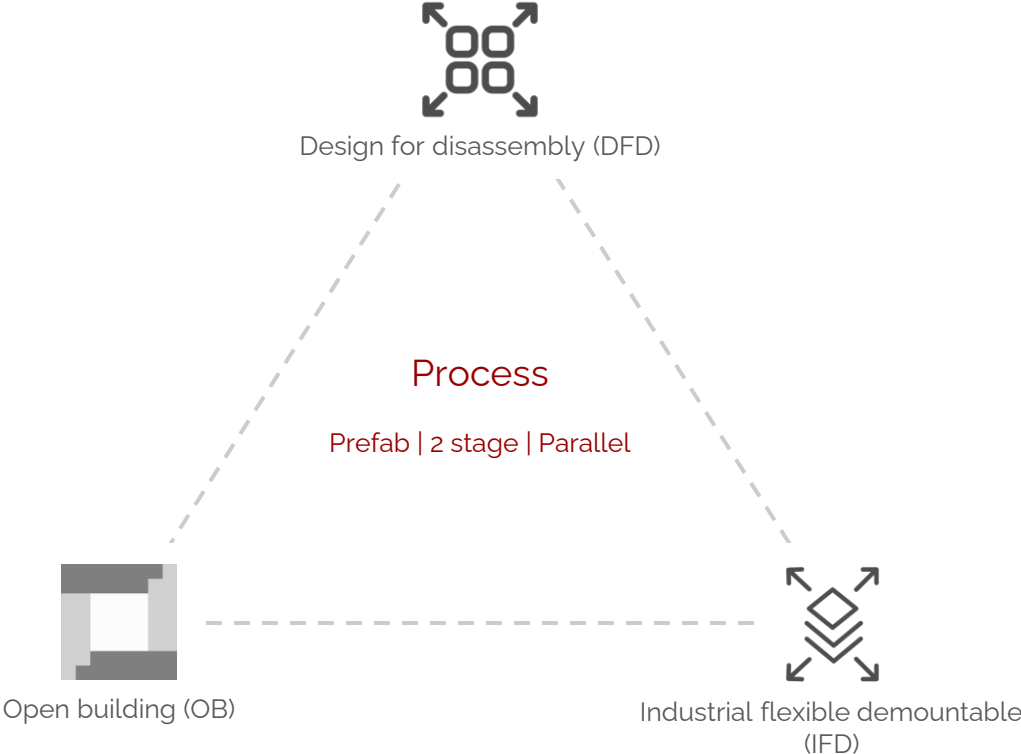 Design for disassembly (DFD)
Process
Prefab | 2 stage | Parallel
Open building (OB)
Industrial flexible demountable
(IFD)